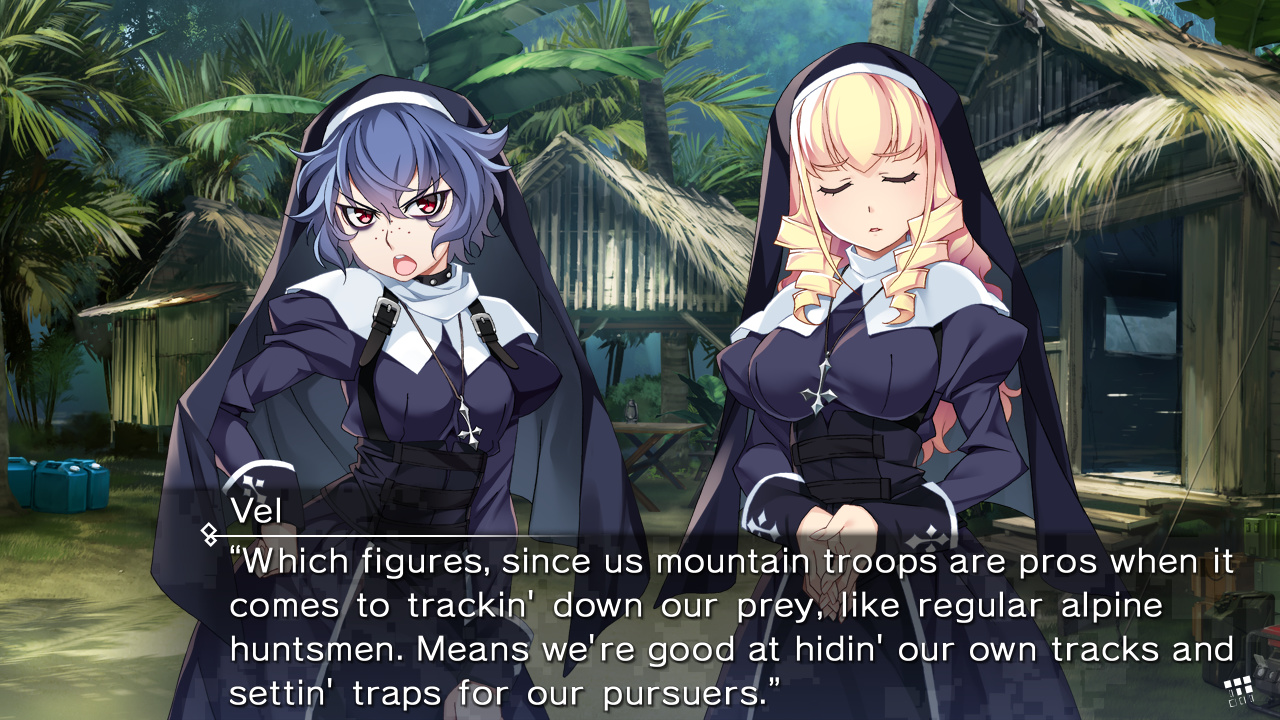 Vel
“Which figures, since us mountain troops are pros when it
comes to trackin' down our prey, like regular alpine
huntsmen. Means we're good at hidin' our own tracks and
settin' traps for our pursuers.”